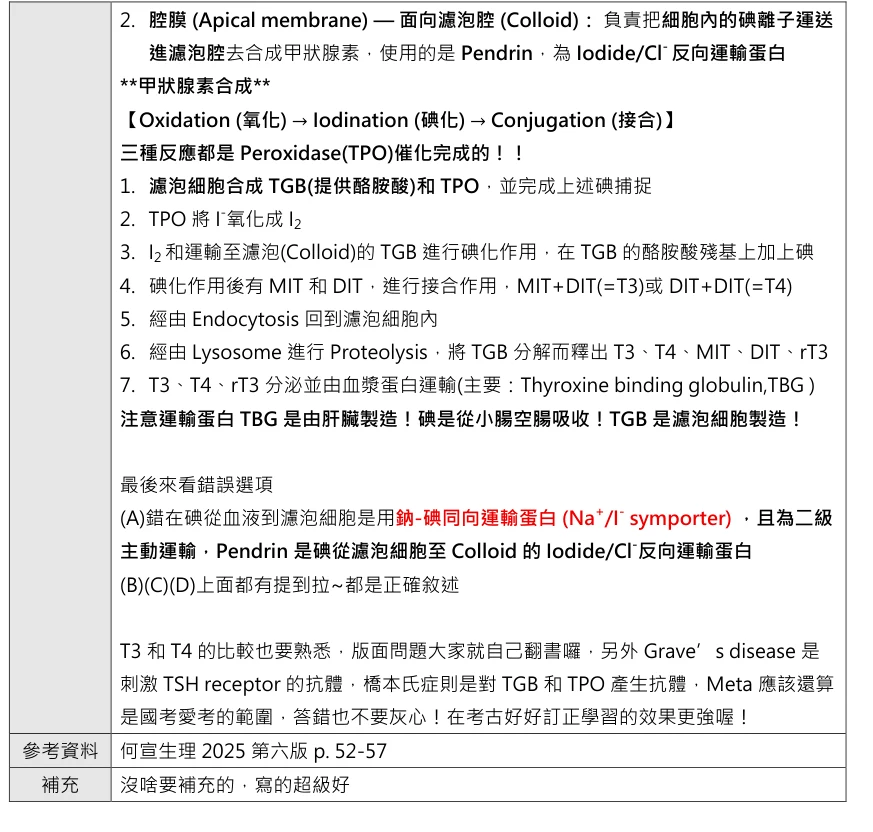 2. 腔膜 (Apical membrane) — 面向濾泡腔 (Colloid)： 負責把細胞內的碘離子運送
進濾泡腔去合成甲狀腺素，使用的是 Pendrin，為 Iodide/Cl⁻ 反向運輸蛋白
**甲狀腺素合成**
【Oxidation (氧化) → Iodination (碘化) → Conjugation (接合)】
三種反應都是 Peroxidase(TPO)催化完成的！！
1. 濾泡細胞合成 TGB(提供酪胺酸)和 TPO，並完成上述碘捕捉
2. TPO 將 I⁻氧化成 I₂
3. I₂ 和運輸至濾泡(Colloid)的 TGB 進行碘化作用，在 TGB 的酪胺酸殘基上加上碘
4. 碘化作用後有 MIT 和 DIT，進行接合作用，MIT+DIT(=T3)或 DIT+DIT(=T4)
5. 經由 Endocytosis 回到濾泡細胞內
6. 經由 Lysosome 進行 Proteolysis，將 TGB 分解而釋出 T3、T4、MIT、DIT、rT3
7. T3、T4、rT3 分泌並由血漿蛋白運輸(主要：Thyroxine binding globulin,TBG )
注意運輸蛋白 TBG 是由肝臟製造！碘是從小腸空腸吸收！TGB 是濾泡細胞製造！
最後來看錯誤選項
(A)錯在碘從血液到濾泡細胞是用鈉-碘同向運輸蛋白 (Na⁺/I⁻ symporter) ，且為二級
主動運輸，Pendrin 是碘從濾泡細胞至 Colloid 的 Iodide/Cl⁻反向運輸蛋白
(B)(C)(D)上面都有提到拉~都是正確敘述
T3 和 T4 的比較也要熟悉，版面問題大家就自己翻書囉，另外 Grave’s disease 是
刺激 TSH receptor 的抗體，橋本氏症則是對 TGB 和 TPO 產生抗體，Meta 應該還算
是國考愛考的範圍，答錯也不要灰心！在考古好好訂正學習的效果更強喔！
參考資料 何宣生理 2025 第六版 p. 52-57
補充 沒啥要補充的，寫的超級好